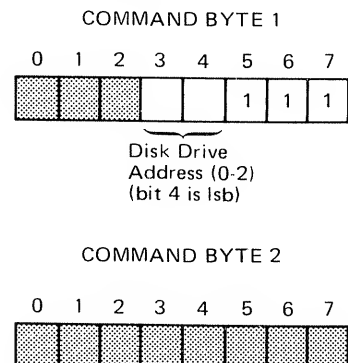 COMMAND BYTE 1
0 1 2 3 4 5 6 7
1 1 1
Disk Drive
Address (0-2)
(bit 4 is lsb)
COMMAND BYTE 2
0 1 2 3 4 5 6 7